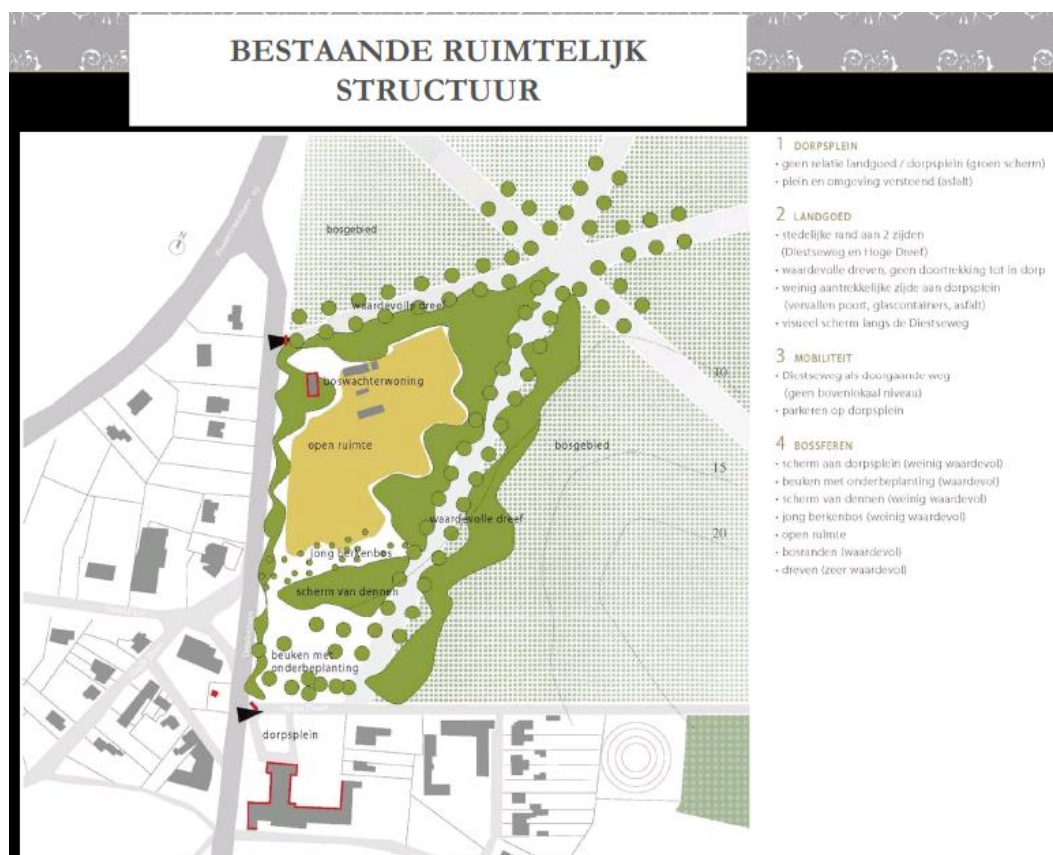 BESTAANDE RUIMTELIJK
STRUCTUUR
N
bosgebied
waardevolle dreef
boswachterwoning
open ruimte
bosgebied
10
15
20
waardevolle dreef
jong berkenbos
scherm van dennen
beuken met
onderbeplanting
dorpsplein
1 DORPSPLEIN
• geen relatie landgoed / dorpsplein (groen scherm)
• plein en omgeving versteend (asfalt)
2 LANDGOED
• stedelijke rand aan 2 zijden
(Diestseweg en Hoge Dreef)
• waardevolle dreven, geen doortrekking tot in dorp
• weinig aantrekkelijke zijde aan dorpsplein
(vervallen poort, glascontainers, asfalt)
• visueel scherm langs de Diestseweg
3 MOBILITEIT
• Diestseweg als doorgaande weg
(geen bovenlokaal niveau)
• parkeren op dorpsplein
4 BOSSFEREN
• scherm aan dorpsplein (weinig waardevol)
• beuken met onderbeplanting (waardevol)
• scherm van dennen (weinig waardevol)
• jong berkenbos (weinig waardevol)
• open ruimte
• bosranden (waardevol)
• dreven (zeer waardevol)